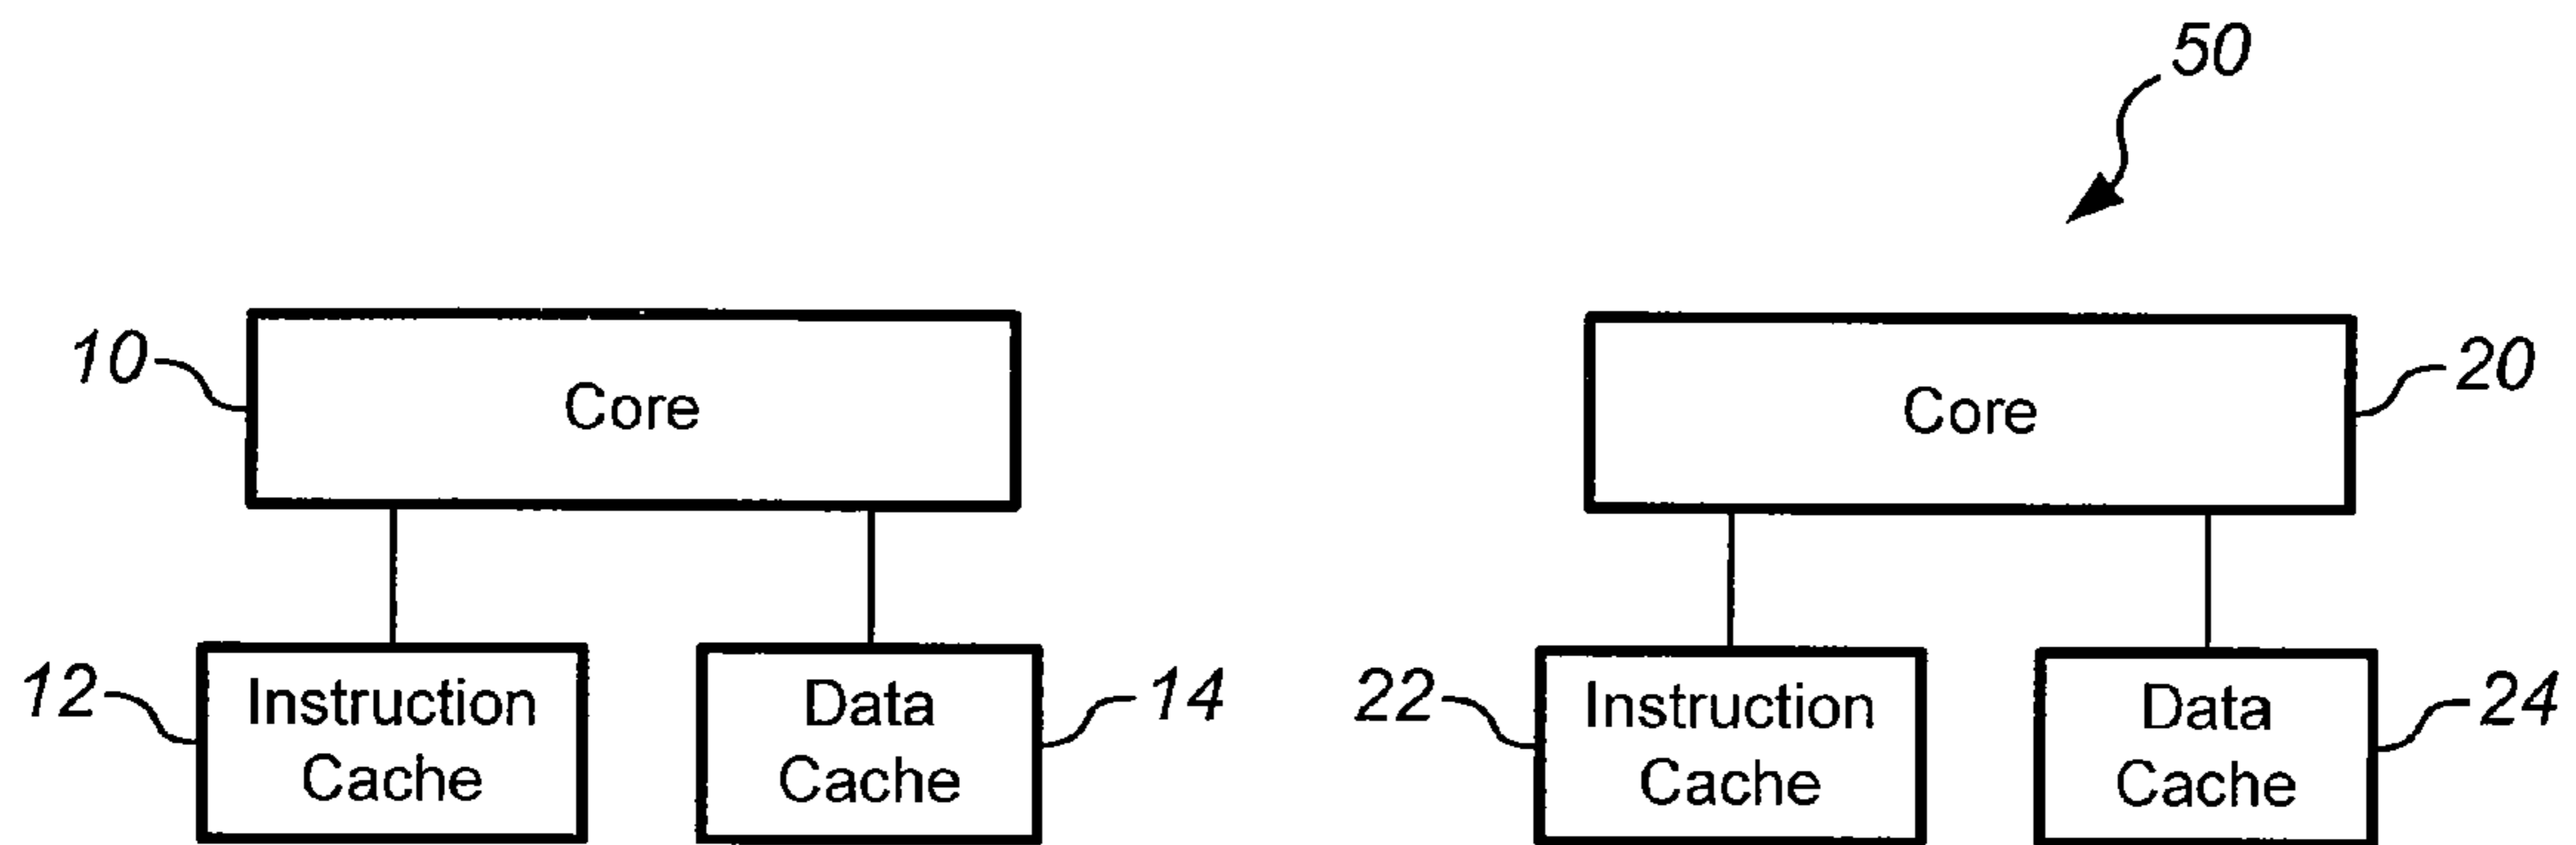 50
10
Core
Core
20
12
Instruction
Cache
Data
Cache
14
22
Instruction
Cache
Data
Cache
24